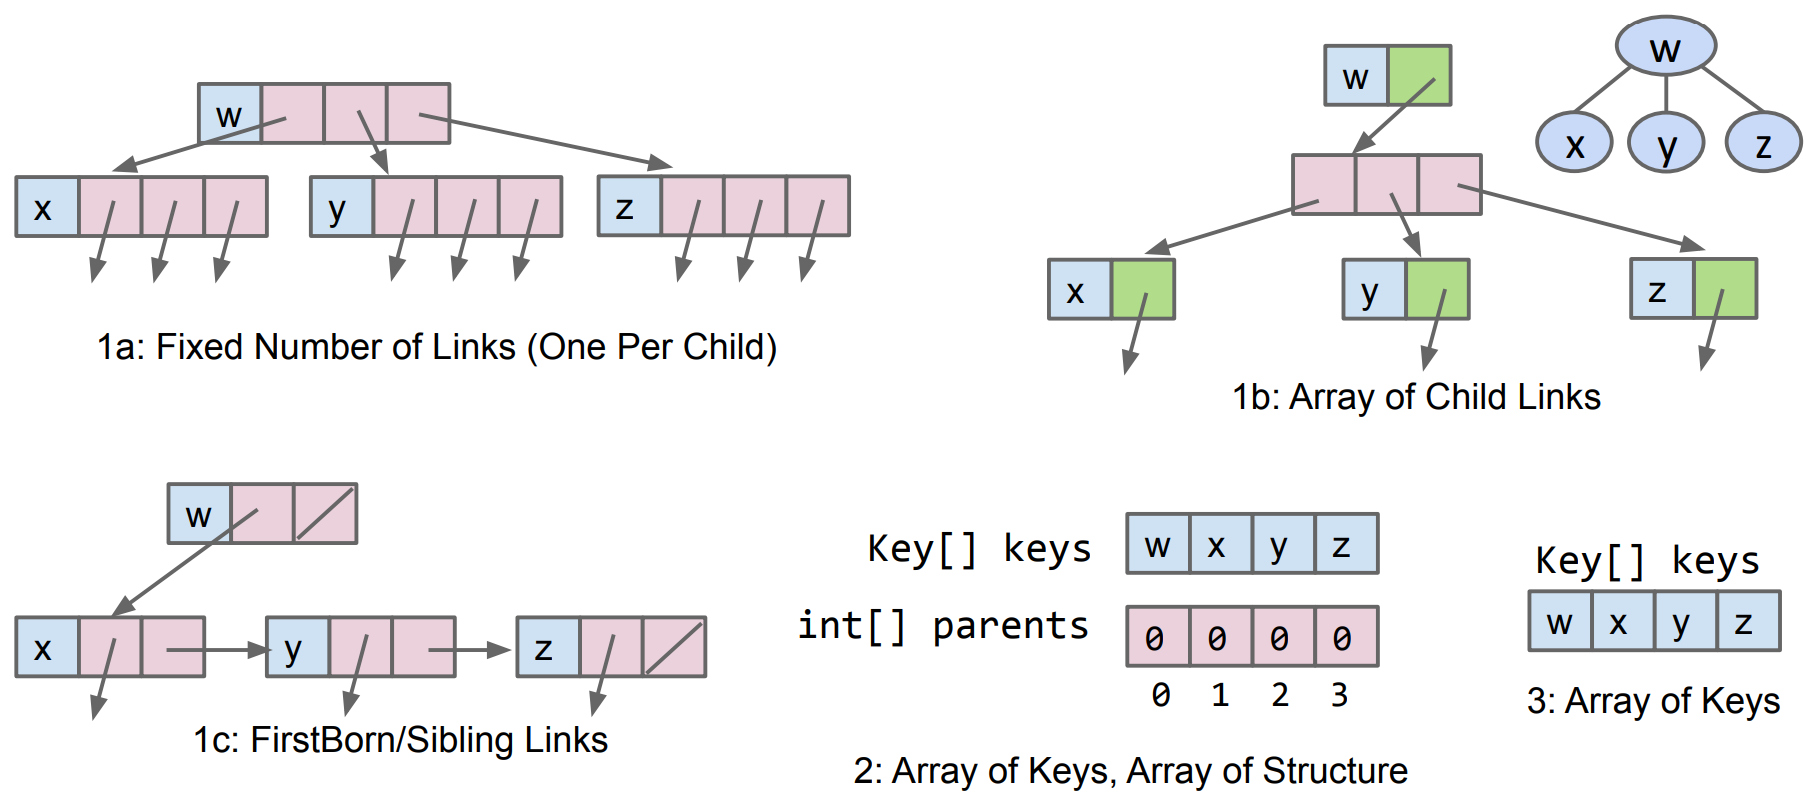 w
x y z
1a: Fixed Number of Links (One Per Child)
w
x y z
1b: Array of Child Links
w
x y z
w
x y z
1c: FirstBorn/Sibling Links
Key[] keys w x y z
int[] parents 0 0 0 0
0 1 2 3
2: Array of Keys, Array of Structure
Key[] keys
w x y z
3: Array of Keys